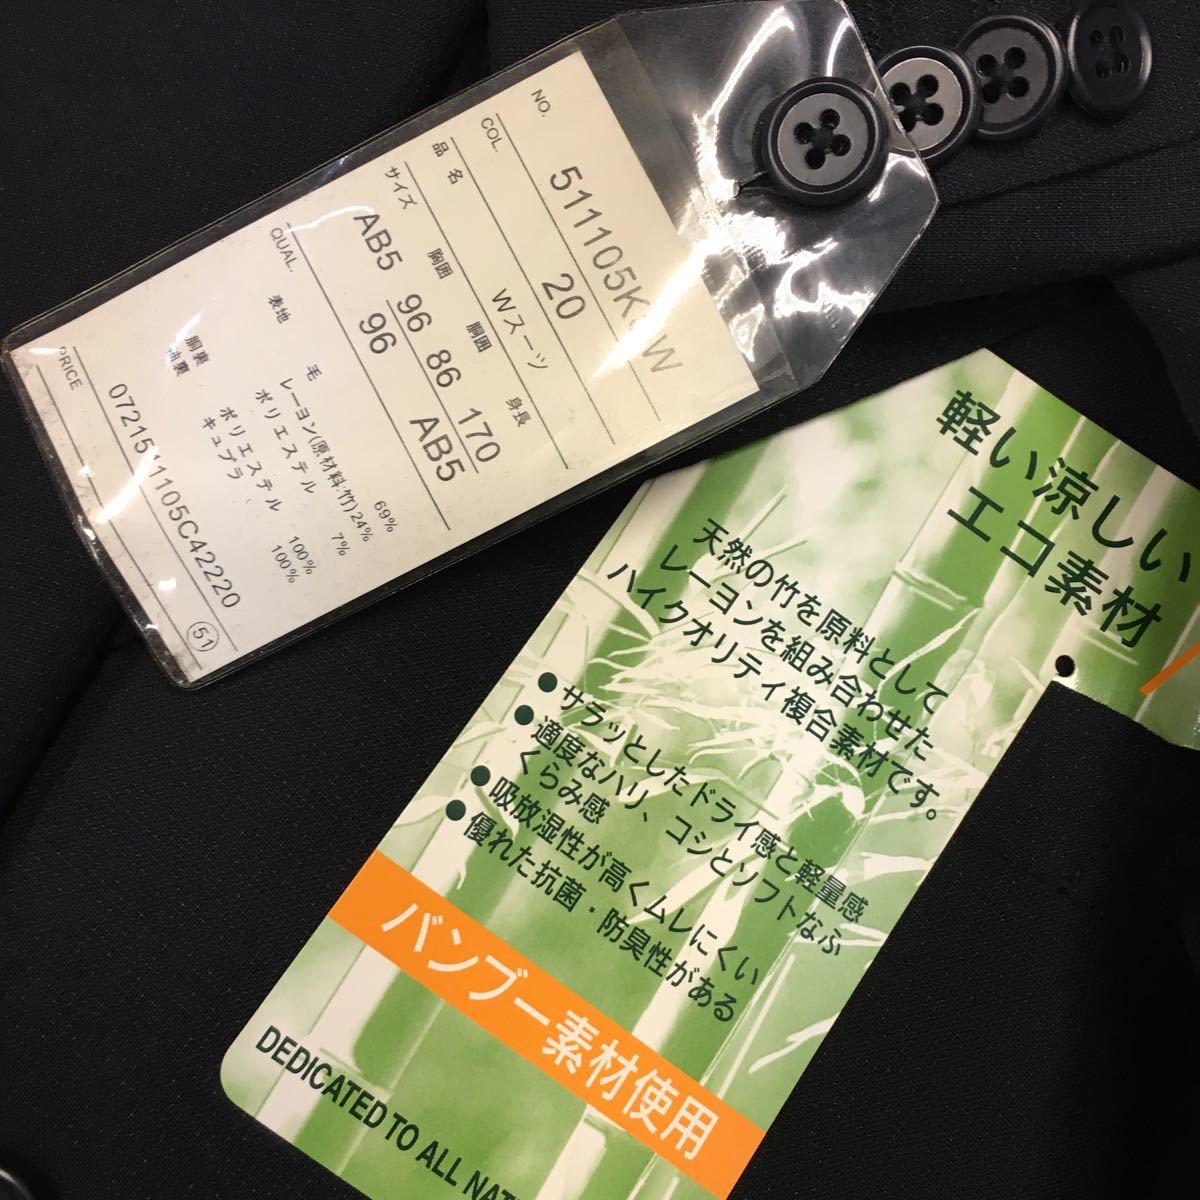 NO.
COL. 20
品名 Wスーツ
サイズ 胸囲 胴囲 身長
AB5 96 86 170
96 AB5
QUAL.
表地 毛 69%
レーヨン(原材料:竹)24%
ポリエステル 7%
胴裏 ポリエステル 100%
袖裏 キュプラ 100%
PRICE 51
軽い涼しい
エコ素材
天然の竹を原料として
レーヨンを組み合わせた
ハイクオリティ複合素材です。
●サラッとしたドライ感と軽量感
●適度なハリ、コシとソフトなふ
くらみ感
●吸放湿性が高くムレにくい
●優れた抗菌・防臭性がある
バンブー素材使用
DEDICATED TO ALL